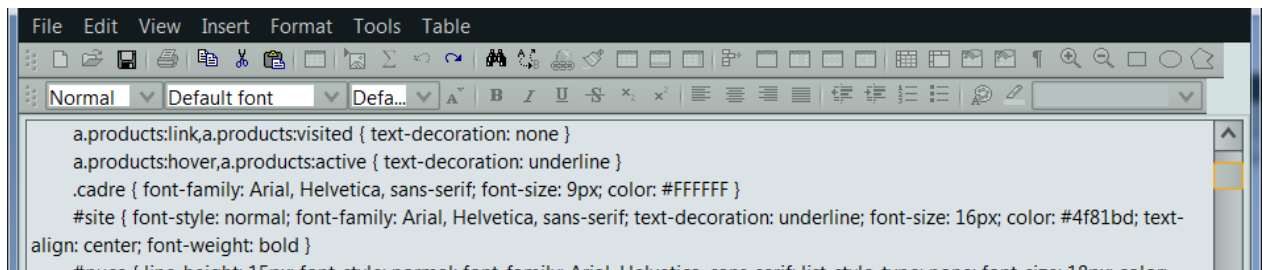 File Edit View Insert Format Tools Table
Normal Default font Defa... B I U S x₂ x²
a.products:link,a.products:visited { text-decoration: none }
a.products:hover,a.products:active { text-decoration: underline }
.cadre { font-family: Arial, Helvetica, sans-serif; font-size: 9px; color: #FFFFFF }
#site { font-style: normal; font-family: Arial, Helvetica, sans-serif; text-decoration: underline; font-size: 16px; color: #4f81bd; text-
align: center; font-weight: bold }